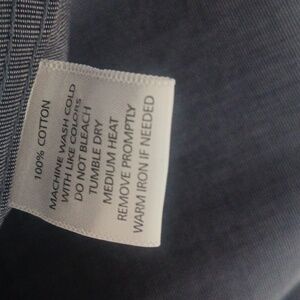 100% COTTON
MACHINE WASH COLD
WITH LIKE COLORS
DO NOT BLEACH
TUMBLE DRY
MEDIUM HEAT
REMOVE PROMPTLY
WARM IRON IF NEEDED